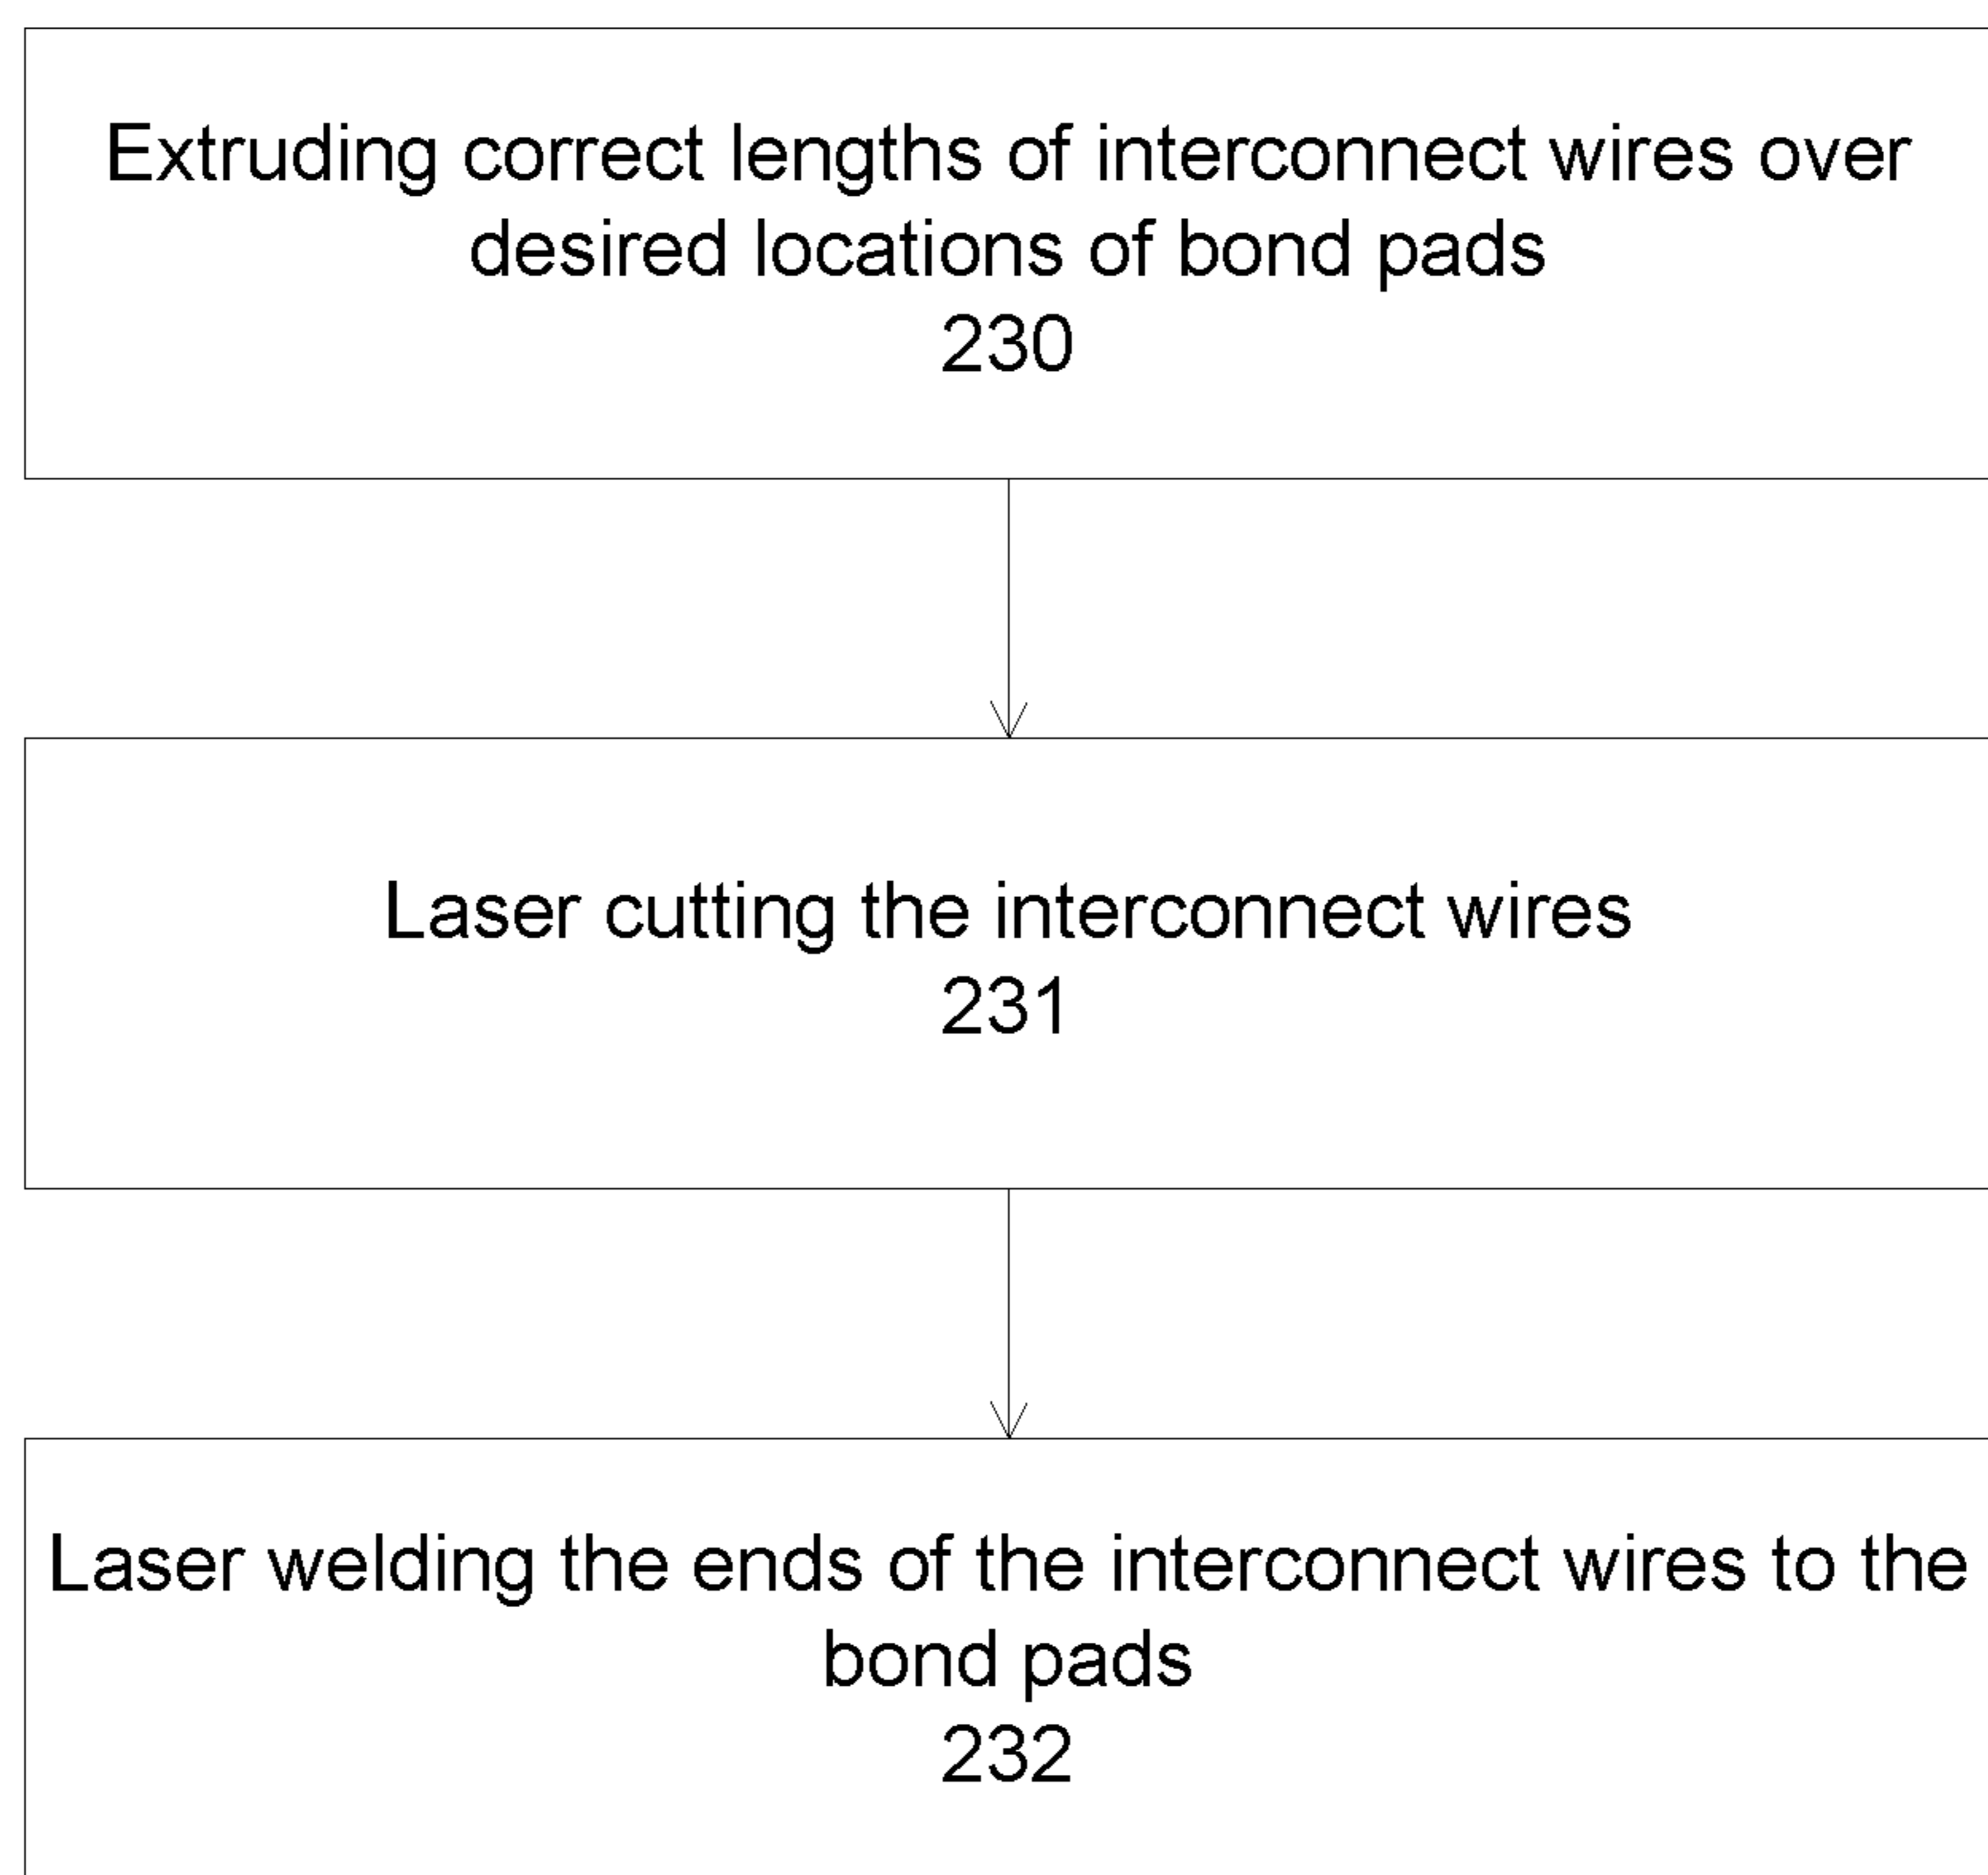 Extruding correct lengths of interconnect wires over
desired locations of bond pads
230
Laser cutting the interconnect wires
231
Laser welding the ends of the interconnect wires to the
bond pads
232